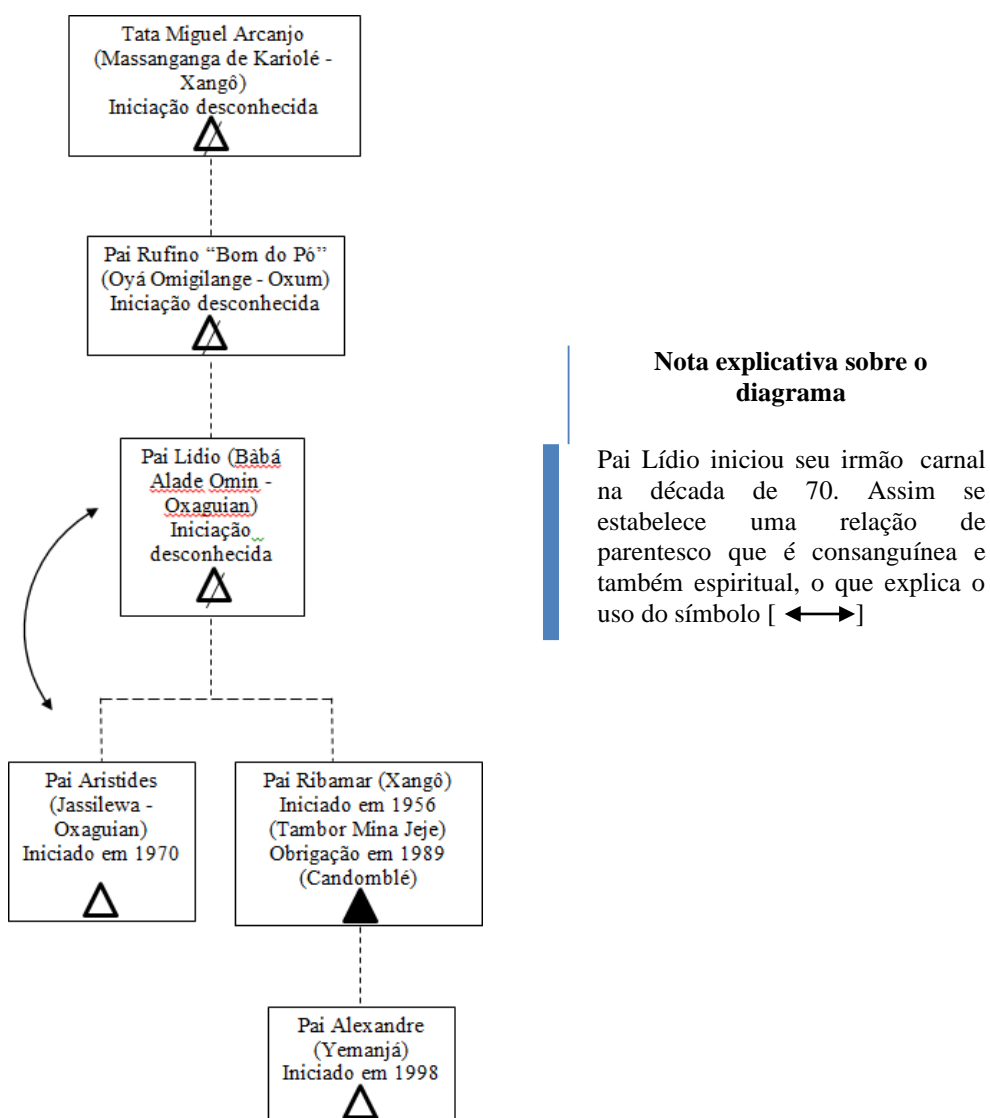 Tata Miguel Arcanjo
(Massanganga de Kariolé -
Xangô)
Iniciação desconhecida
Pai Rufino “Bom do Pó”
(Oyá Omigilange - Oxum)
Iniciação desconhecida
Pai Lidio (Bàbá
Alade Omin -
Oxaguian)
Iniciação
desconhecida
Pai Aristides
(Jassilewa -
Oxaguian)
Iniciado em 1970
Pai Ribamar (Xangô)
Iniciado em 1956
(Tambor Mina Jeje)
Obrigação em 1989
(Candomblé)
Pai Alexandre
(Yemanjá)
Iniciado em 1998
Nota explicativa sobre o
diagrama
Pai Lídio iniciou seu irmão carnal
na década de 70. Assim se
estabelece uma relação de
parentesco que é consanguínea e
também espiritual, o que explica o
uso do símbolo [ ⟷ ]